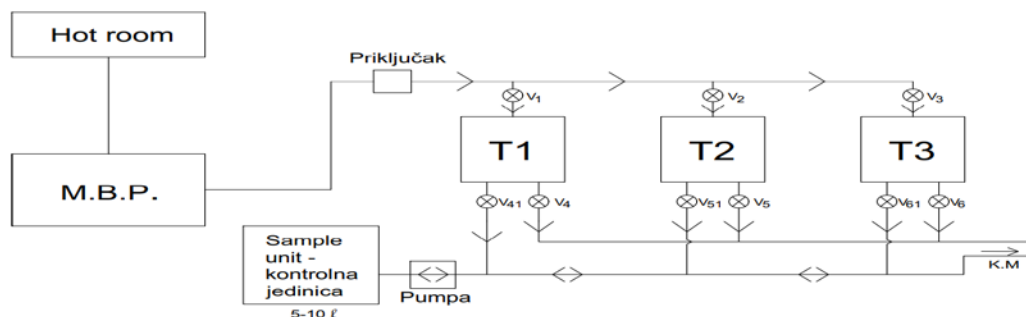 Hot room
Priključak
V1
V2
V3
T1
T2
T3
M.B.P.
V41
V4
V51
V5
V61
V6
Sample
unit -
kontrolna
jedinica
Pumpa
K.M
5-10 ℓ